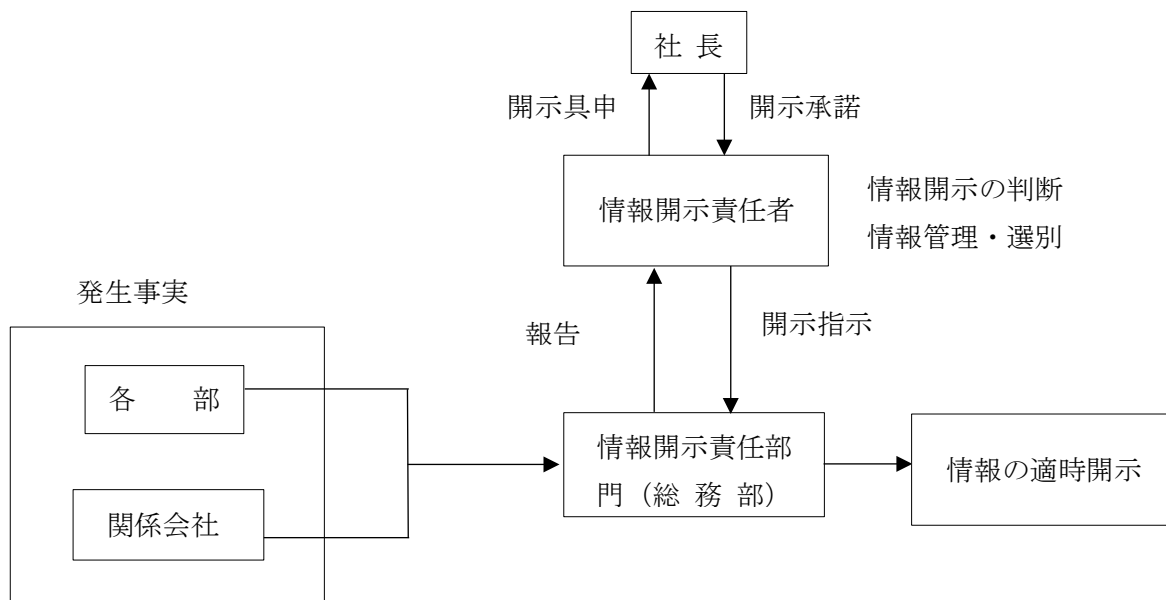 社 長
開示具申
開示承諾
情報開示責任者
情報開示の判断
情報管理・選別
発生事実
報告
開示指示
各　　部
関係会社
情報開示責任部
門（総 務 部）
情報の適時開示